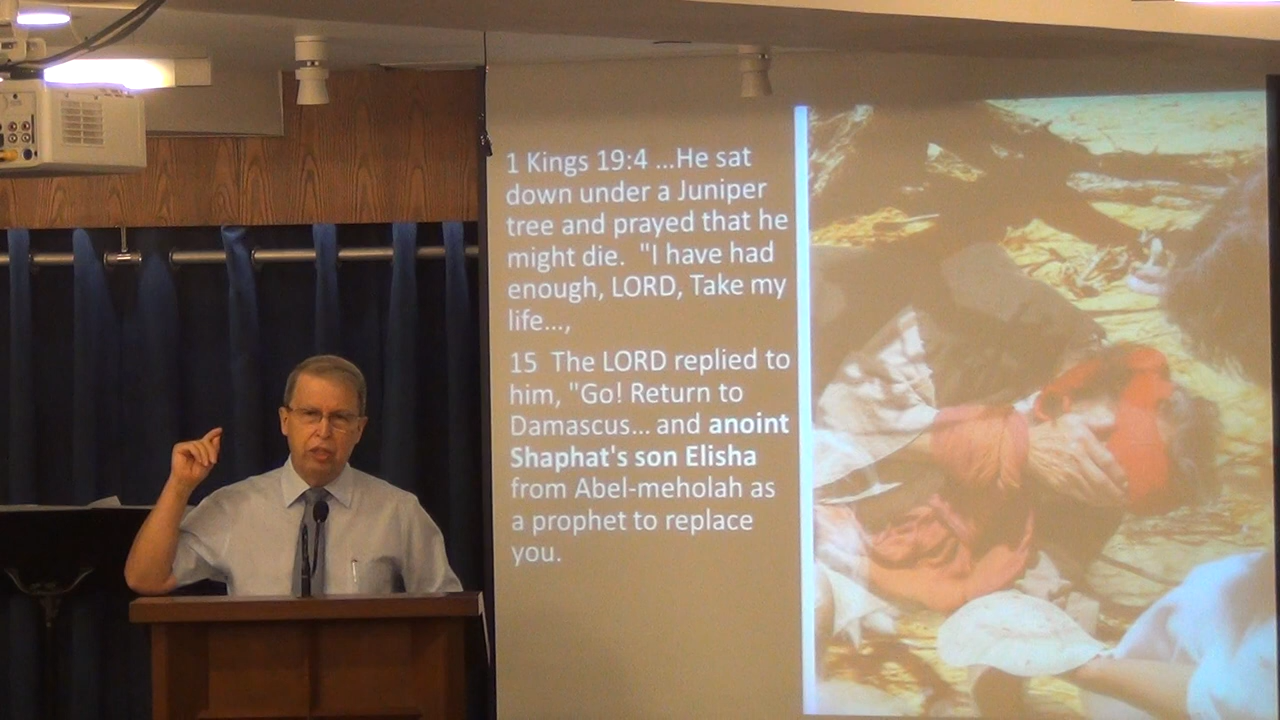 1 Kings 19:4 ...He sat
down under a Juniper
tree and prayed that he
might die.  "I have had
enough, LORD, Take my
life...,
15  The LORD replied to
him, "Go! Return to
Damascus... and anoint
Shaphat's son Elisha
from Abel-meholah as
a prophet to replace
you.